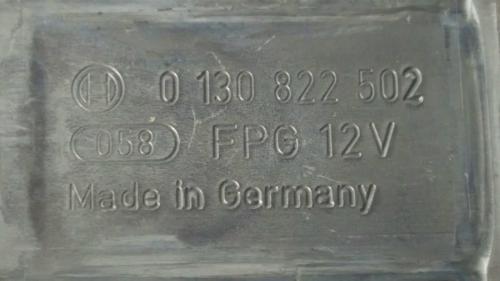 0 130 822 502
058 FPG 12V
Made in Germany